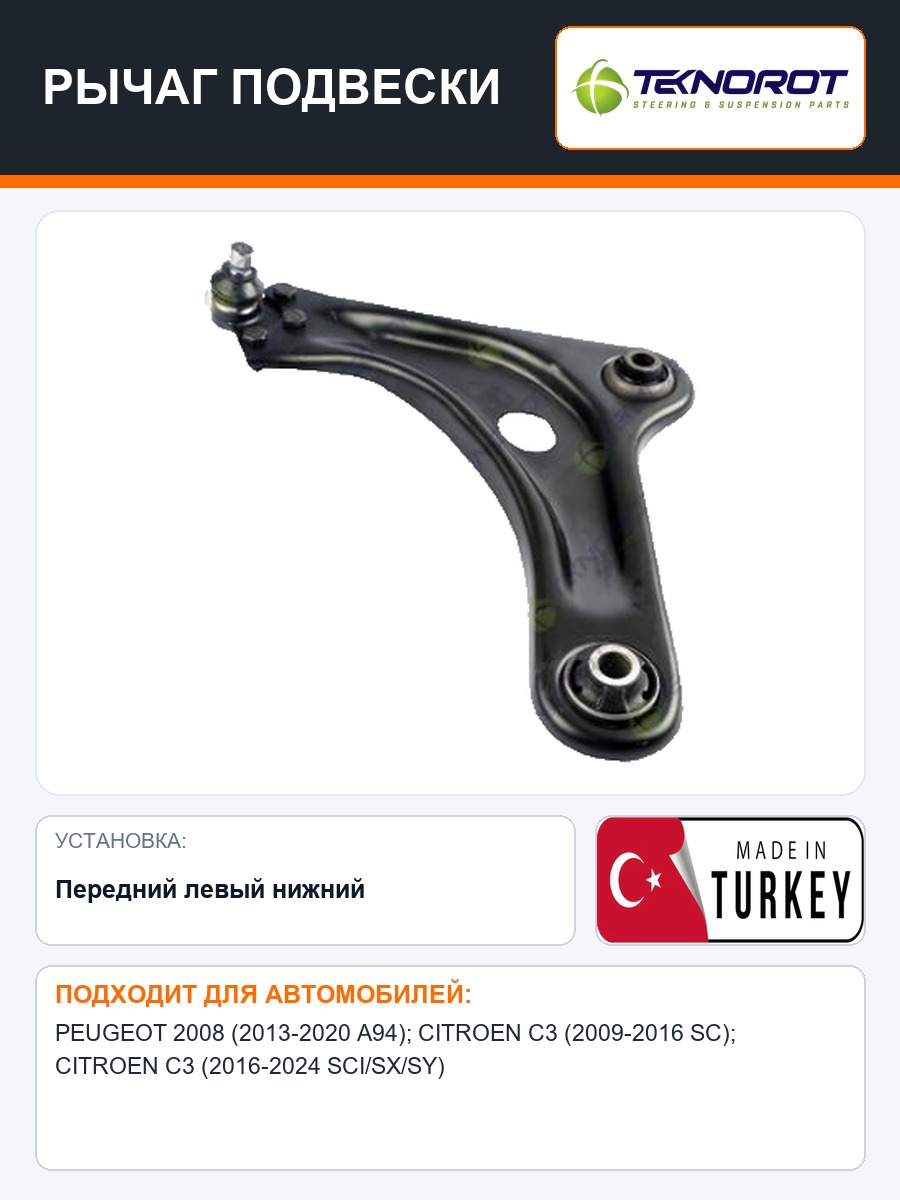 РЫЧАГ ПОДВЕСКИ
TEKNOROT
STEERING & SUSPENSION PARTS
УСТАНОВКА:
Передний левый нижний
MADE IN
TURKEY
ПОДХОДИТ ДЛЯ АВТОМОБИЛЕЙ:
PEUGEOT 2008 (2013-2020 A94); CITROEN C3 (2009-2016 SC);
CITROEN C3 (2016-2024 SCI/SX/SY)